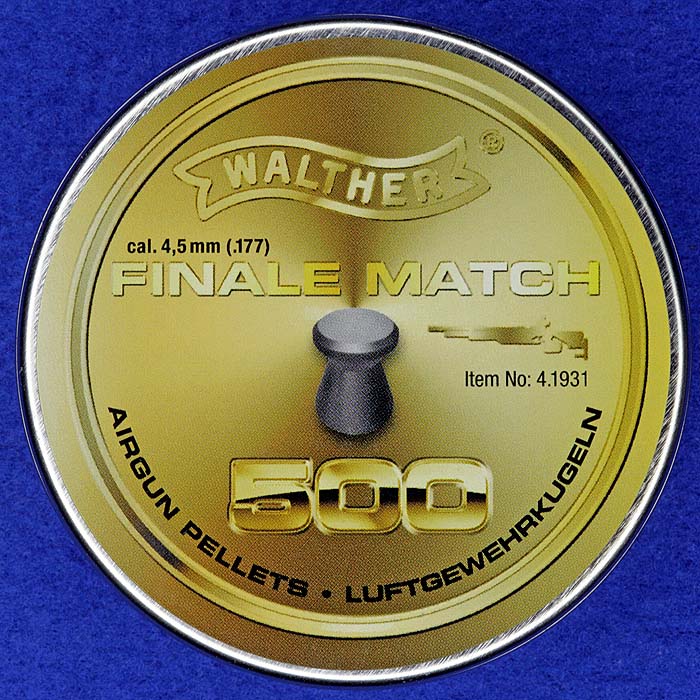 WALTHER ®
cal. 4,5 mm (.177)
FINALE MATCH
Item No: 4.1931
500
AIRGUN PELLETS • LUFTGEWEHRKUGELN